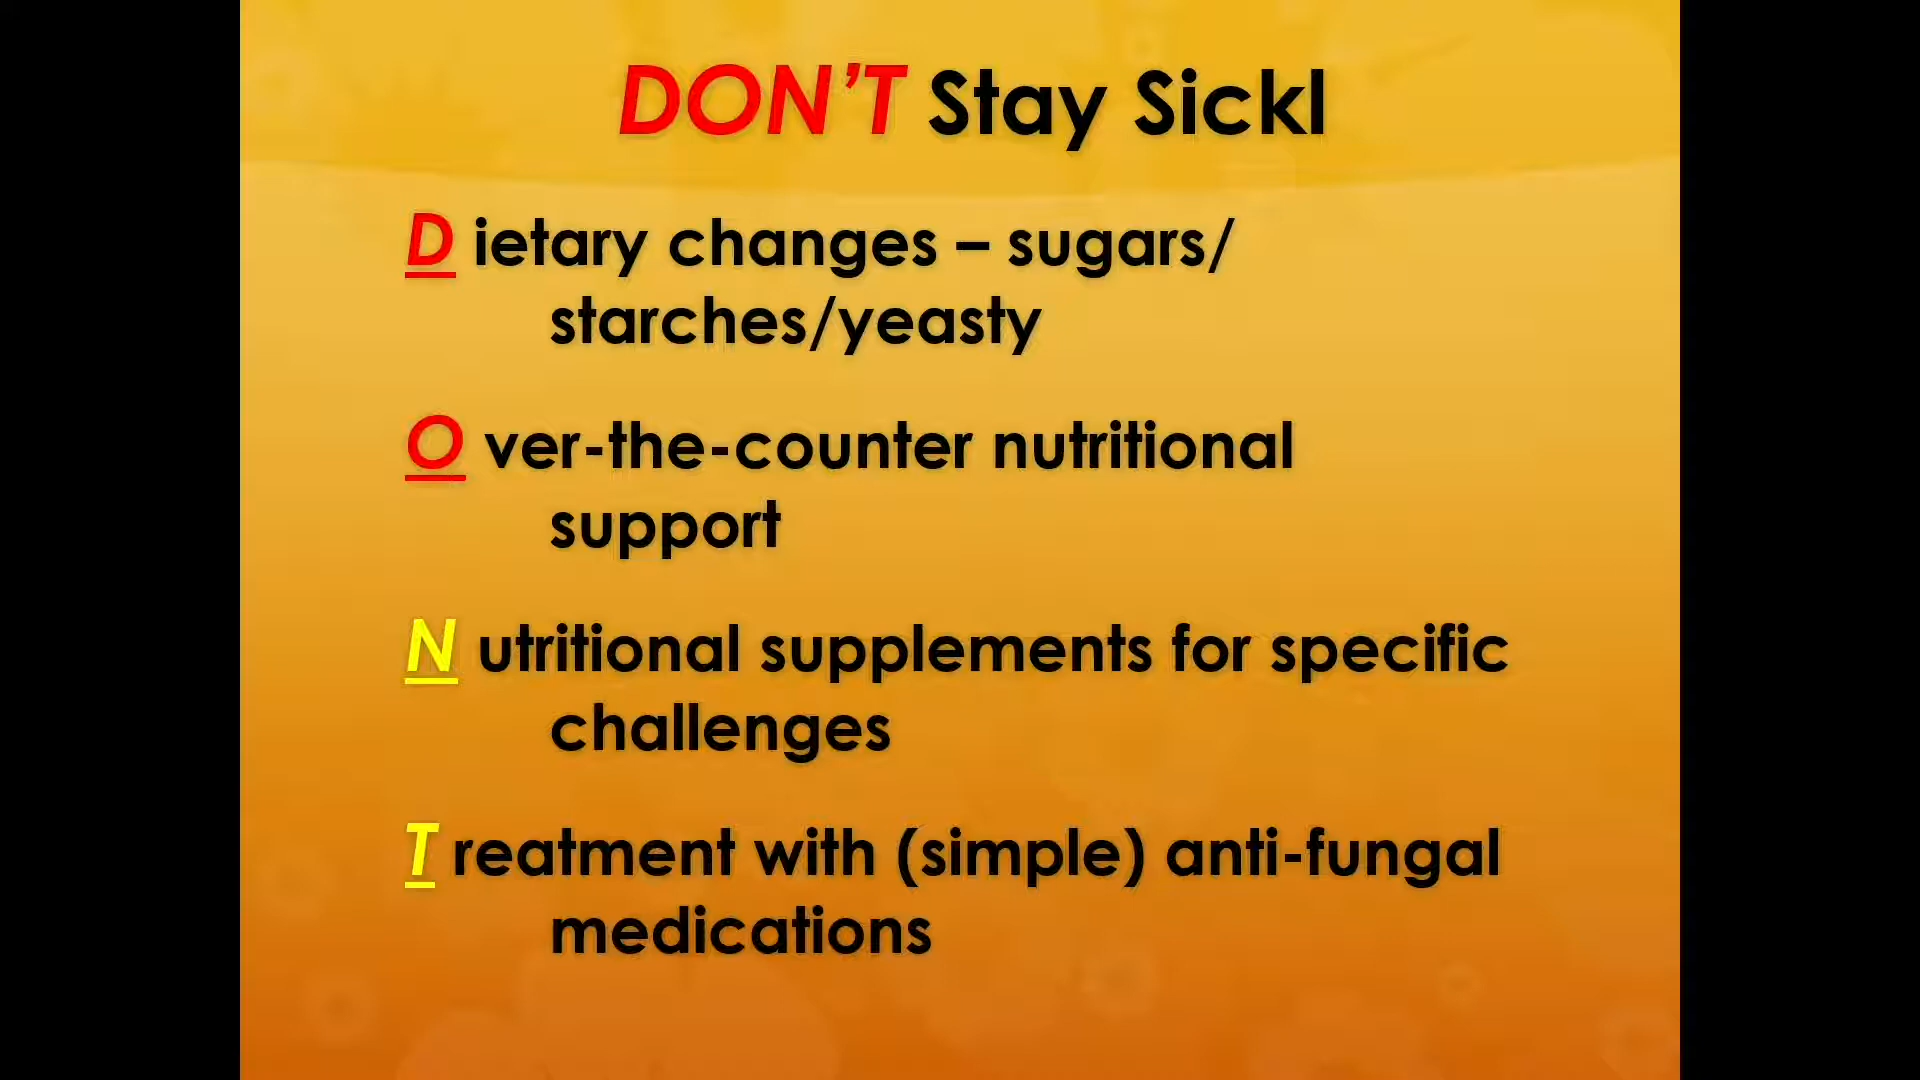 DON'T Stay Sickl
D ietary changes – sugars/
starches/yeasty
O ver-the-counter nutritional
support
N utritional supplements for specific
challenges
T reatment with (simple) anti-fungal
medications